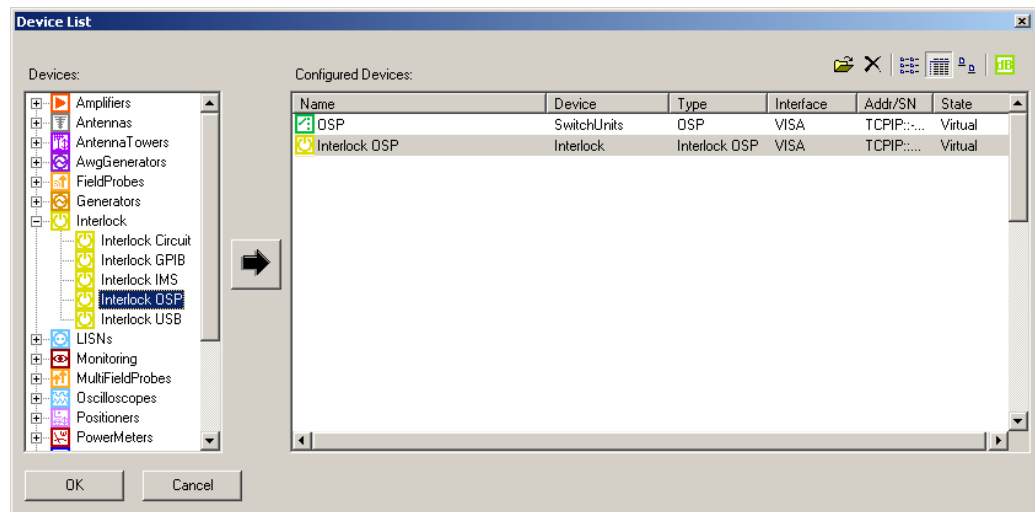 Device List
Devices:
Configured Devices:
dB
Amplifiers
Antennas
AntennaTowers
AwgGenerators
FieldProbes
Generators
Interlock
Interlock Circuit
Interlock GPIB
Interlock IMS
Interlock OSP
Interlock USB
LISNs
Monitoring
MultiFieldProbes
Oscilloscopes
Positioners
PowerMeters
Name Device Type Interface Addr/SN State
OSP SwitchUnits OSP VISA TCPIP::-... Virtual
Interlock OSP Interlock Interlock OSP VISA TCPIP::... Virtual
OK Cancel